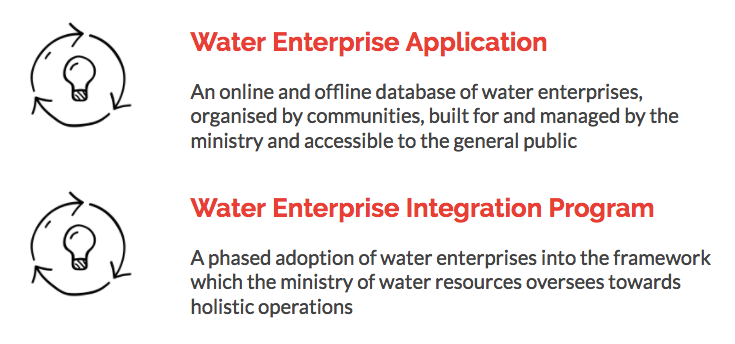 Water Enterprise Application
An online and offline database of water enterprises,
organised by communities, built for and managed by the
ministry and accessible to the general public
Water Enterprise Integration Program
A phased adoption of water enterprises into the framework
which the ministry of water resources oversees towards
holistic operations